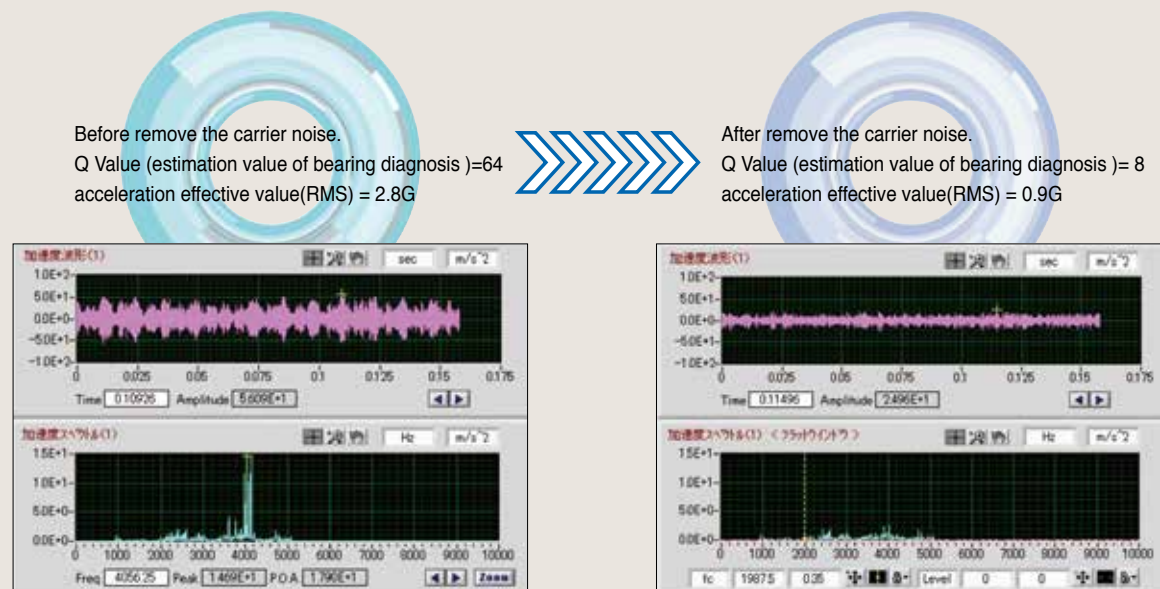 Before remove the carrier noise.
Q Value (estimation value of bearing diagnosis )=64
acceleration effective value(RMS) = 2.8G
After remove the carrier noise.
Q Value (estimation value of bearing diagnosis )= 8
acceleration effective value(RMS) = 0.9G
加速度波形(1) sec m/s^2
1.0E+2
5.0E+1
0.0E+0
-5.0E+1
-1.0E+2
0 0.025 0.05 0.075 0.1 0.125 0.15 0.175
Time 0.10926 Amplitude 5.609E+1
加速度スペクトル(1) Hz m/s^2
1.5E+1
1.0E+1
5.0E+0
0.0E+0
0 1000 2000 3000 4000 5000 6000 7000 8000 9000 10000
Freq 4056.25 Peak 1.469E+1 P.O.A. 1.790E+1 Zoom
加速度波形(1) sec m/s^2
1.0E+2
5.0E+1
0.0E+0
-5.0E+1
-1.0E+2
0 0.025 0.05 0.075 0.1 0.125 0.15 0.175
Time 0.11496 Amplitude 2.496E+1
加速度スペクトル(1) <フラットウインドウ> Hz m/s^2
1.5E+1
1.0E+1
5.0E+0
0.0E+0
0 1000 2000 3000 4000 5000 6000 7000 8000 9000 10000
fc 1987.5 0.35 Level 0 0